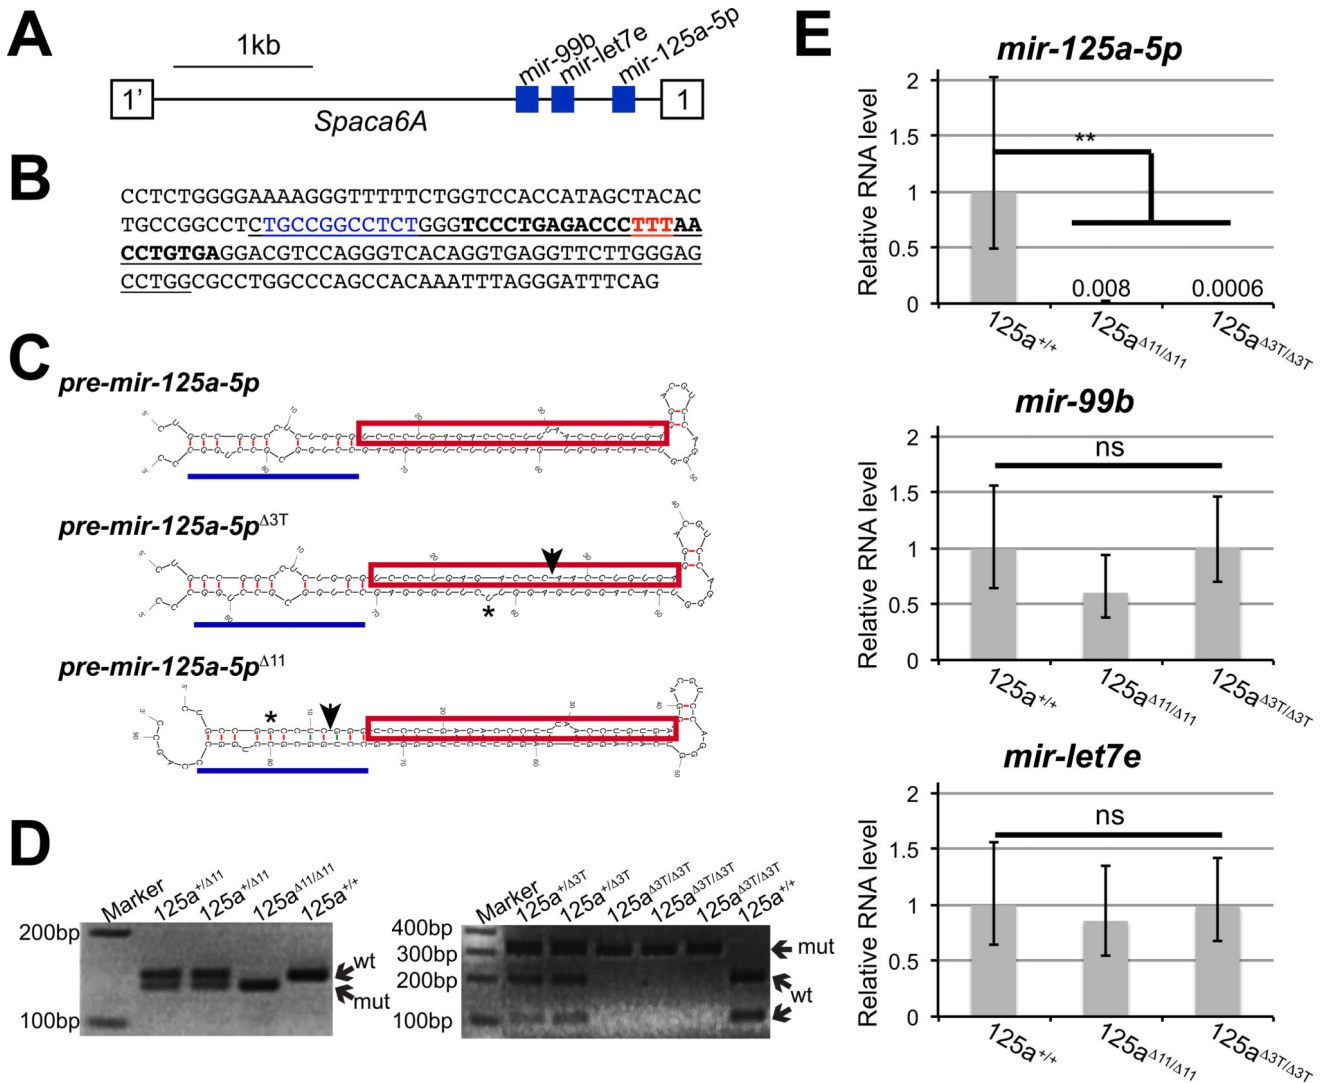 A
1kb
mir-99b
mir-let7e
mir-125a-5p
1'
1
Spaca6A
B
CCTCTGGGGAAAAGGGTTTTTCTGGTCCACCATAGCTACAC
TGCCGGCCTCCTGCCGGCCTCTGGGTCCCTGAGACCCTTTAA
CCTGTGAGGACGTCCAGGGTCACAGGTGAGGTTCTTGGGAG
CCTGGCGCCTGGCCCAGCCACAAATTTAGGGATTTCAG
C
pre-mir-125a-5p
pre-mir-125a-5pΔ3T
*
pre-mir-125a-5pΔ11
*
D
Marker
125a+/Δ11
125a+/Δ11
125aΔ11/Δ11
125a+/+
200bp
100bp
wt
mut
Marker
125a+/Δ3T
125a+/Δ3T
125aΔ3T/Δ3T
125aΔ3T/Δ3T
125aΔ3T/Δ3T
125a+/+
400bp
300bp
200bp
100bp
mut
wt
E
mir-125a-5p
Relative RNA level
2
1.5
1
0.5
0
**
0.008
0.0006
125a+/+
125aΔ11/Δ11
125aΔ3T/Δ3T
mir-99b
Relative RNA level
2
1.5
1
0.5
0
ns
125a+/+
125aΔ11/Δ11
125aΔ3T/Δ3T
mir-let7e
Relative RNA level
2
1.5
1
0.5
0
ns
125a+/+
125aΔ11/Δ11
125aΔ3T/Δ3T